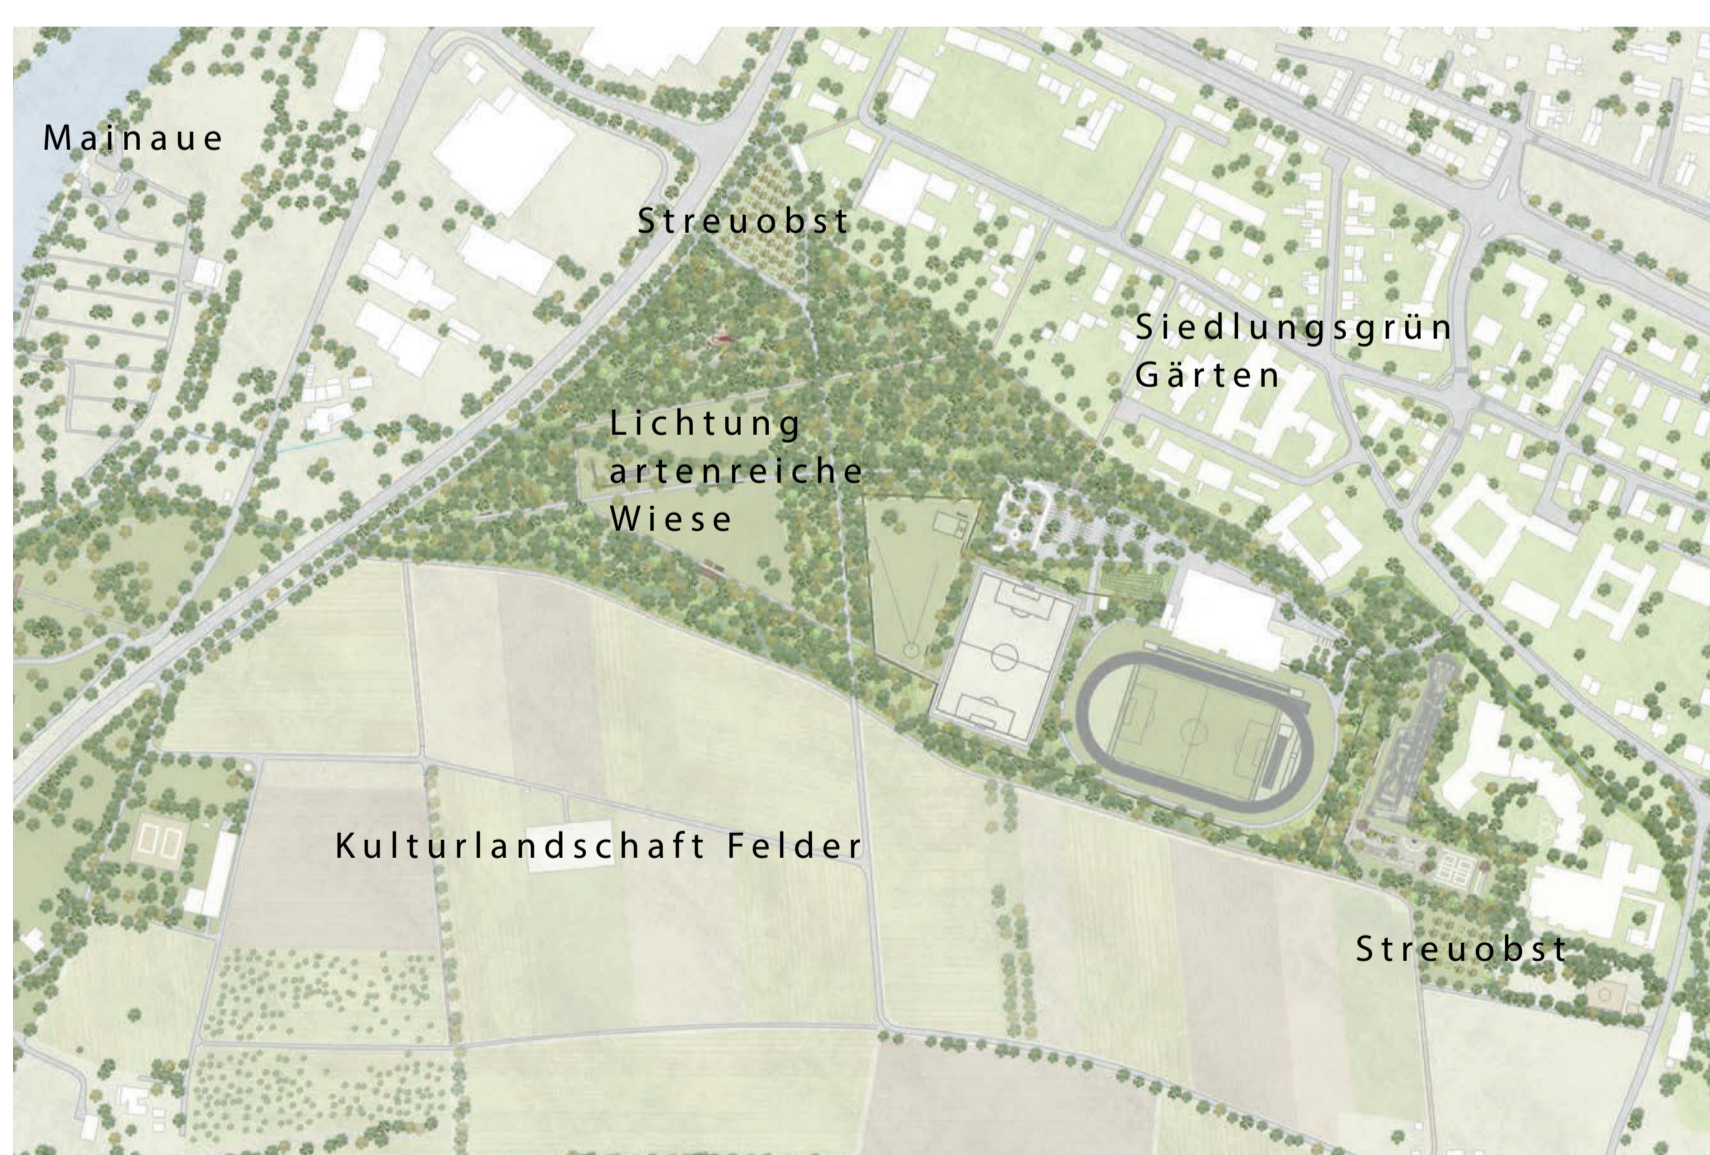 Mainaue
Streuobst
Siedlungsgrün
Gärten
Lichtung
artenreiche
Wiese
Kulturlandschaft Felder
Streuobst